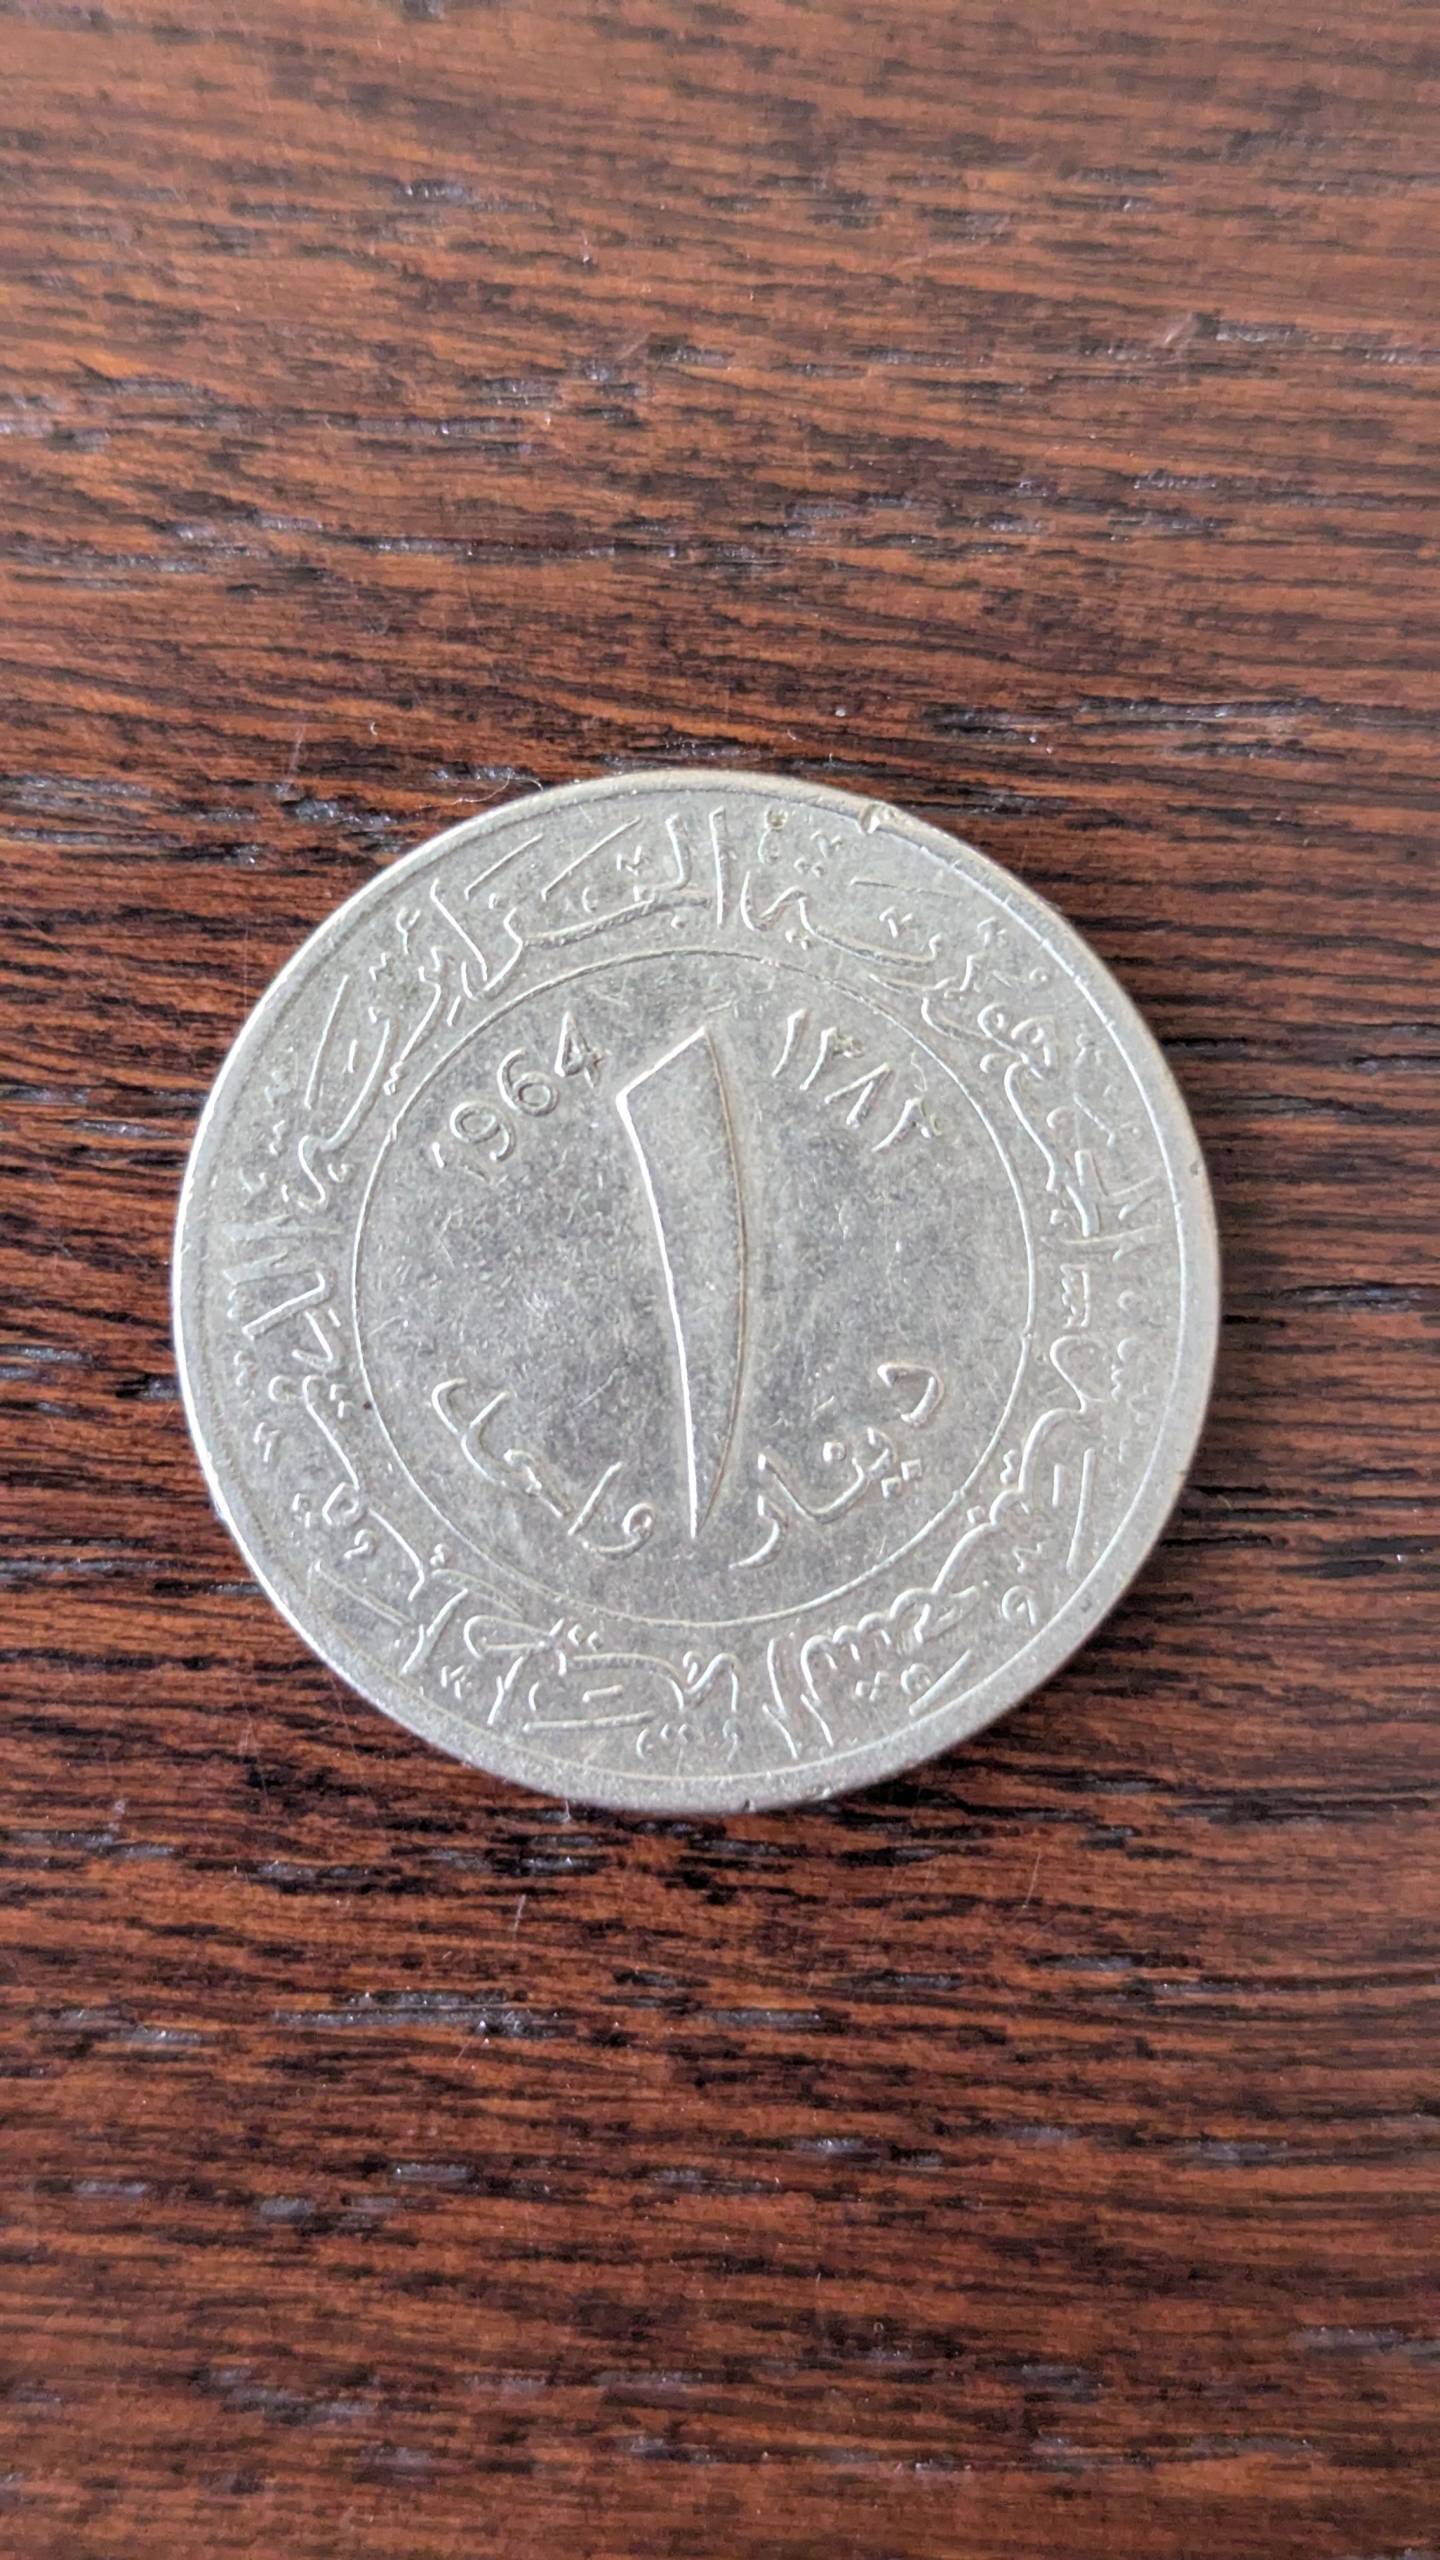 الجمهورية الجزائرية الديمقراطية الشعبية
١٣٨٣ 1964
١
دينار واحد